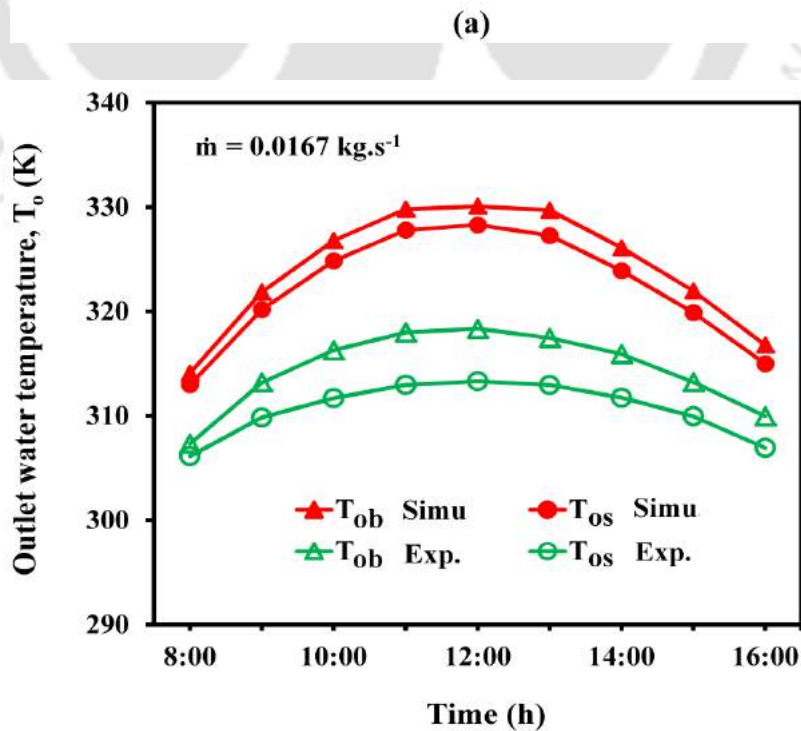 (a)
340
ṁ = 0.0167 kg.s⁻¹
330
320
310
300
290
Outlet water temperature, Tₒ (K)
T_ob Simu T_os Simu
T_ob Exp. T_os Exp.
8:00 10:00 12:00 14:00 16:00
Time (h)